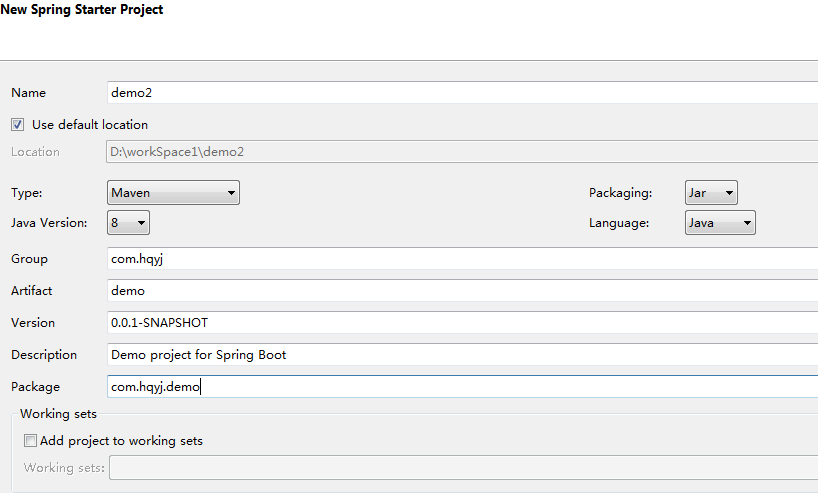 New Spring Starter Project
Name demo2
Use default location
Location D:\workSpace1\demo2
Type: Maven Packaging: Jar
Java Version: 8 Language: Java
Group com.hqyj
Artifact demo
Version 0.0.1-SNAPSHOT
Description Demo project for Spring Boot
Package com.hqyj.demo
Working sets
Add project to working sets
Working sets: